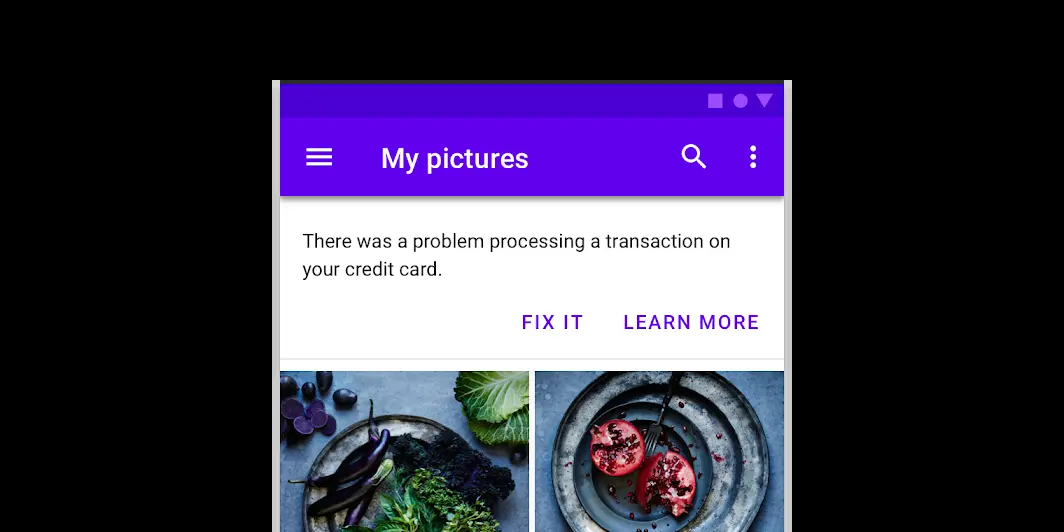 My pictures
There was a problem processing a transaction on
your credit card.
FIX IT LEARN MORE